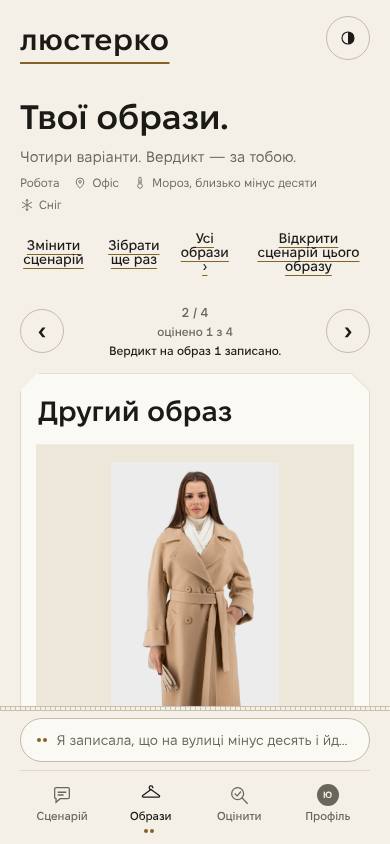 люстерко
Твої образи.
Чотири варіанти. Вердикт — за тобою.
Робота Офіс Мороз, близько мінус десяти
Сніг
Змінити сценарій
Зібрати ще раз
Усі образи ›
Відкрити сценарій цього образу
‹
2 / 4
оцінено 1 з 4
Вердикт на образ 1 записано.
›
Другий образ
Я записала, що на вулиці мінус десять і йд...
Сценарій
Образи
Оцінити
Ю
Профіль